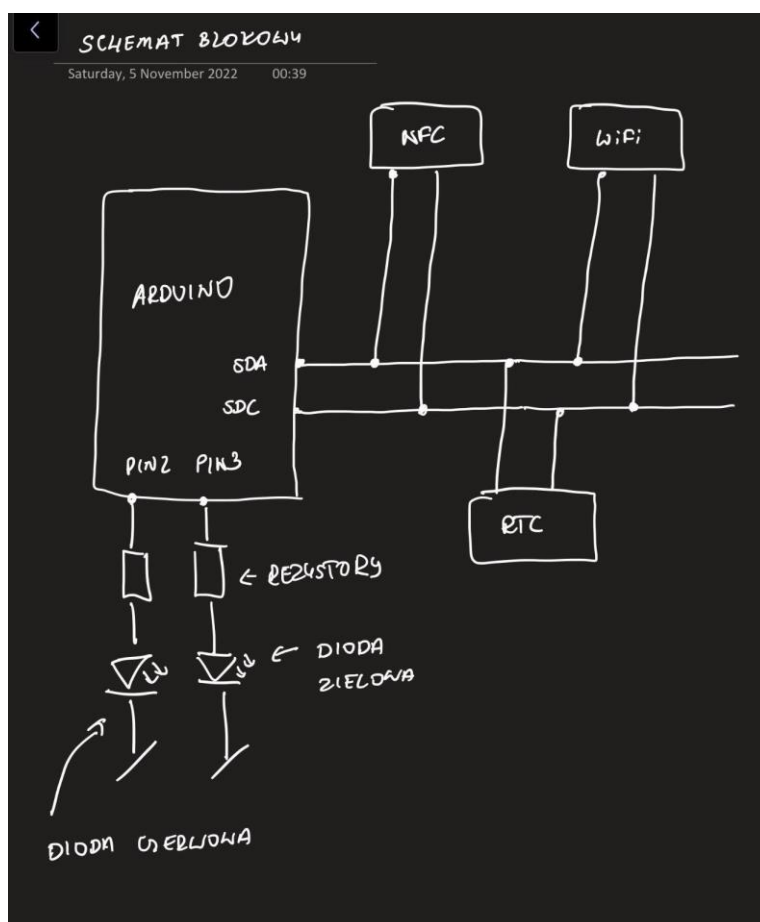 SCHEMAT BLOKOWY
Saturday, 5 November 2022 00:39
NFC
WiFi
ARDUINO
SDA
SDC
PIN2 PIN3
RTC
← REZYSTORY
← DIODA
ZIELONA
DIODA CZERWONA